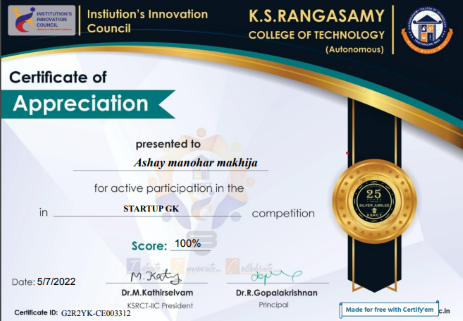 INSTITUTION'S
INNOVATION
COUNCIL
Instiution's Innovation
Council
K.S.RANGASAMY
COLLEGE OF TECHNOLOGY
(Autonomous)
Certificate of
Appreciation
presented to
Ashay manohar makhija
for active participation in the
in STARTUP GK competition
25
SILVER JUBILEE
KSRCT
Score: 100%
Date: 5/7/2022
M. Kathy
Dr.M.Kathirselvam
Dr.R.Gopalakrishnan
KSRCT-IIC President
Principal
Certificate ID: G2R2YK-CE003312
Made for free with Certify'em
c.in